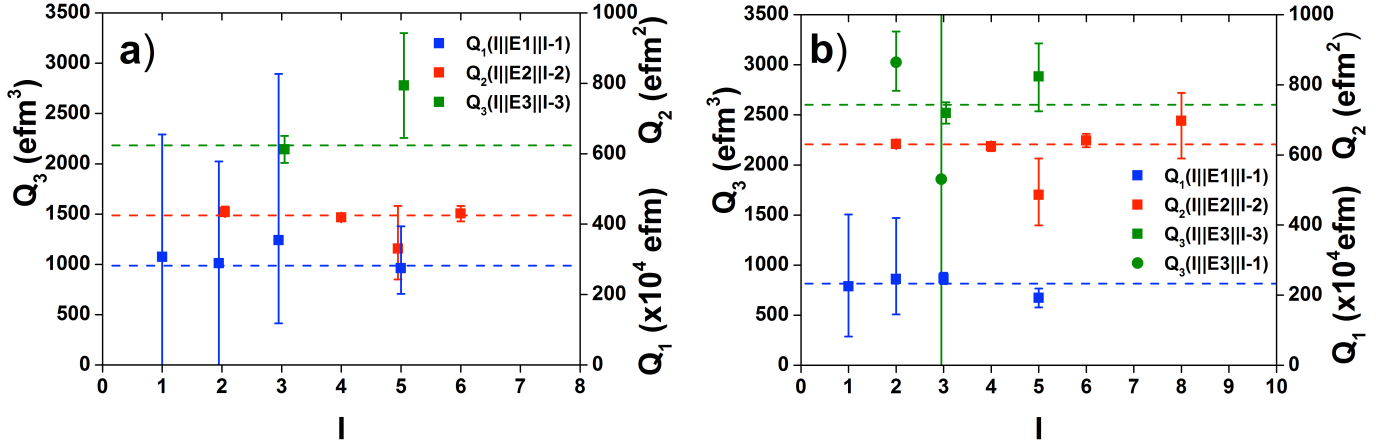 a)
Q₁(I||E1||I-1)
Q₂(I||E2||I-2)
Q₃(I||E3||I-3)
Q₃ (efm³)
3500
3000
2500
2000
1500
1000
500
0
0 1 2 3 4 5 6 7 8
I
1000
800
600
400
200
0
Q₂ (efm²)
Q₁ (x10⁴ efm)
b)
Q₁(I||E1||I-1)
Q₂(I||E2||I-2)
Q₃(I||E3||I-3)
Q₃(I||E3||I-1)
Q₃ (efm³)
3500
3000
2500
2000
1500
1000
500
0
0 1 2 3 4 5 6 7 8 9 10
I
1000
800
600
400
200
0
Q₂ (efm²)
Q₁ (x10⁴efm)